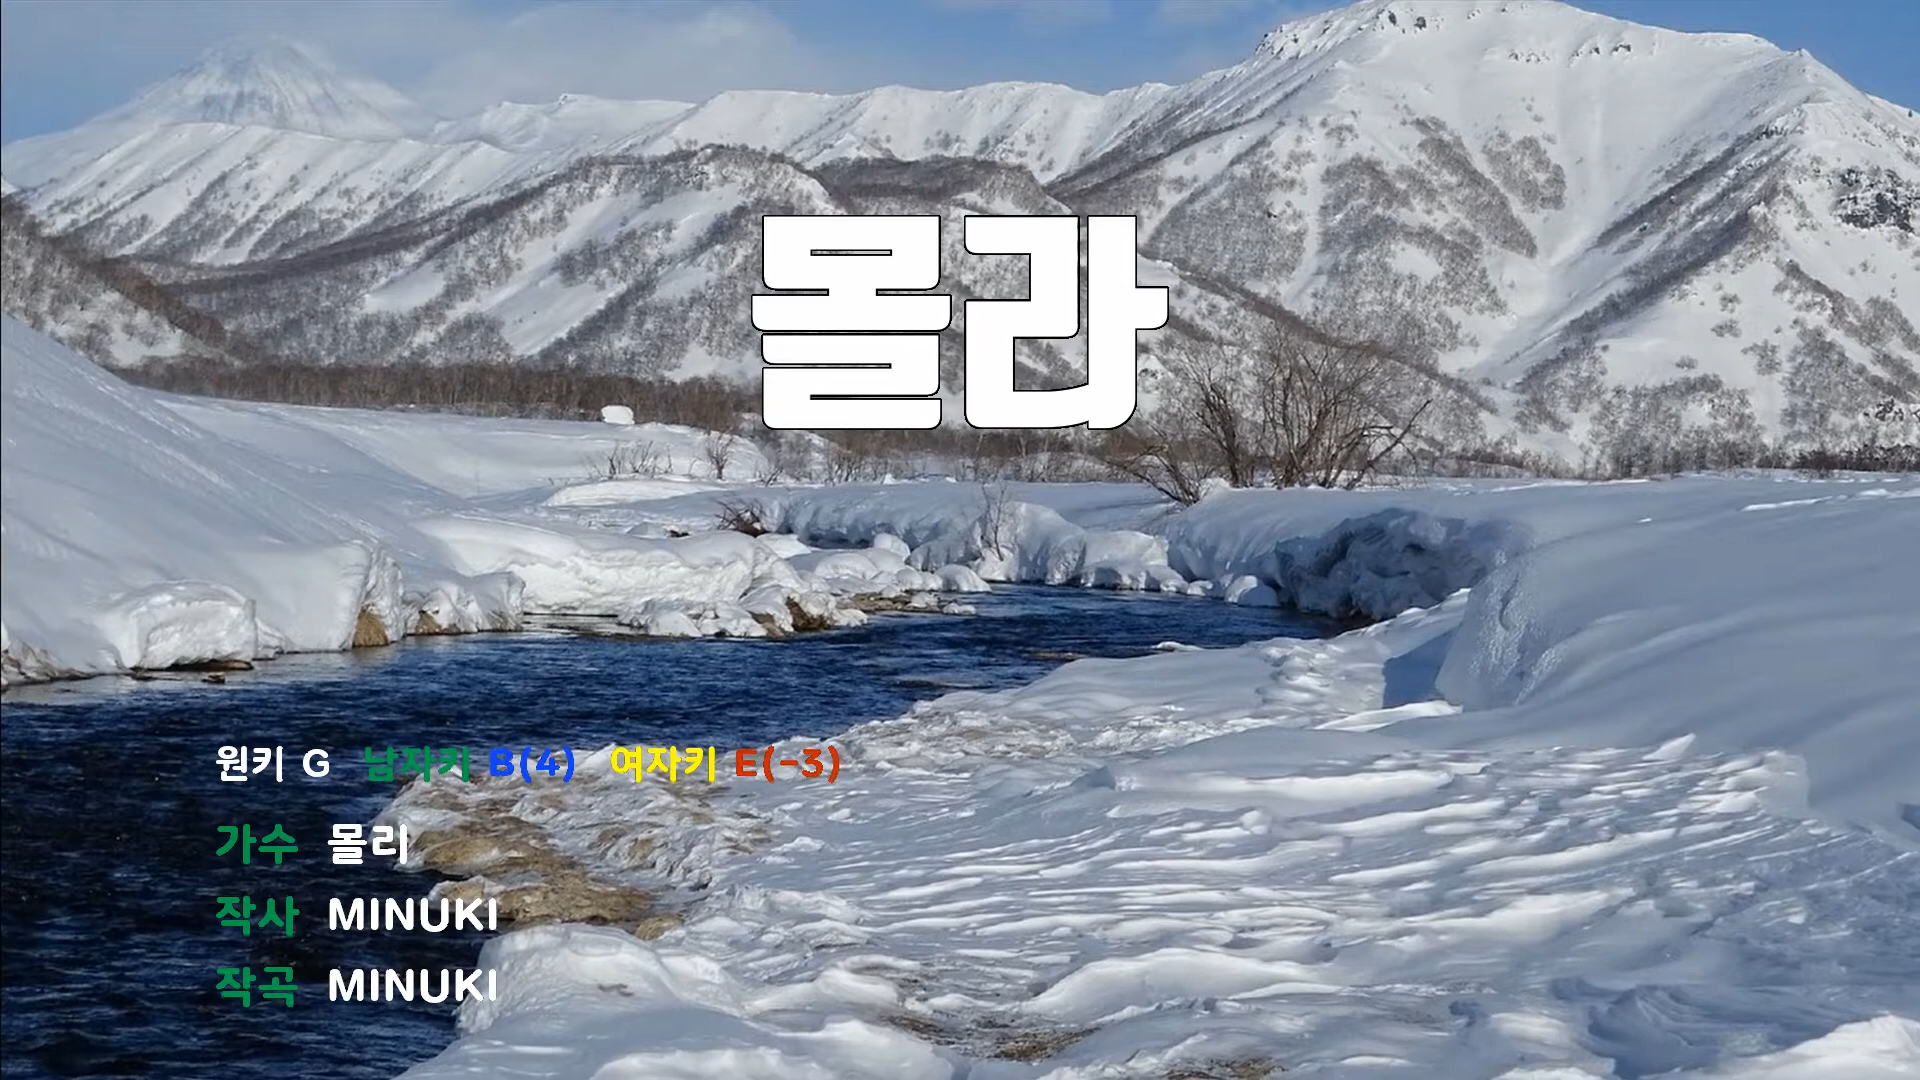 몰라
원키 G 남자키 B(4) 여자키 E(-3)
가수 몰리
작사 MINUKI
작곡 MINUKI